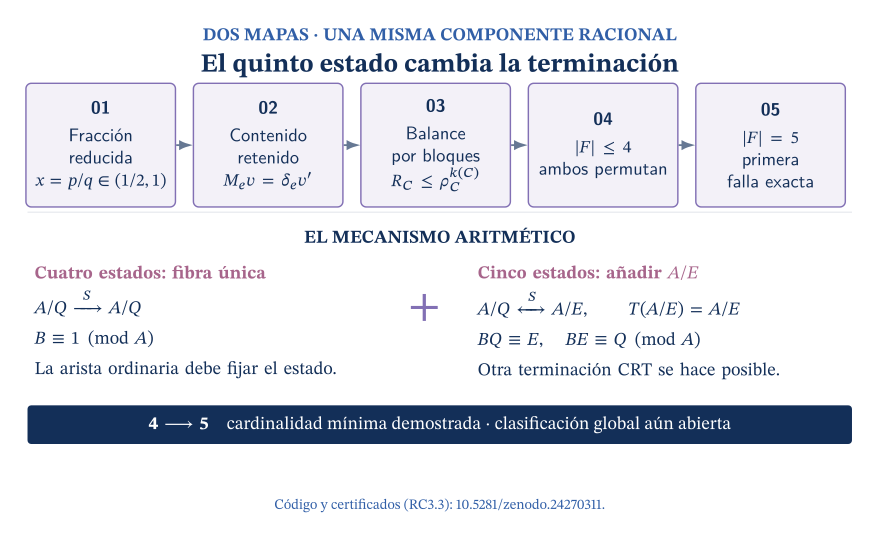 DOS MAPAS · UNA MISMA COMPONENTE RACIONAL
El quinto estado cambia la terminación
01
Fracción
reducida
x = p/q ∈ (1/2, 1)
02
Contenido
retenido
M_e v = δ_e v′
03
Balance
por bloques
R_C ≤ ρ_C^{k(C)}
04
|F| ≤ 4
ambos permutan
05
|F| = 5
primera
falla exacta
EL MECANISMO ARITMÉTICO
Cuatro estados: fibra única
A/Q —S→ A/Q
B ≡ 1 (mod A)
La arista ordinaria debe fijar el estado.
+
Cinco estados: añadir A/E
A/Q ←S→ A/E, T(A/E) = A/E
BQ ≡ E, BE ≡ Q (mod A)
Otra terminación CRT se hace posible.
4 ⟶ 5 cardinalidad mínima demostrada · clasificación global aún abierta
Código y certificados (RC3.3): 10.5281/zenodo.24270311.